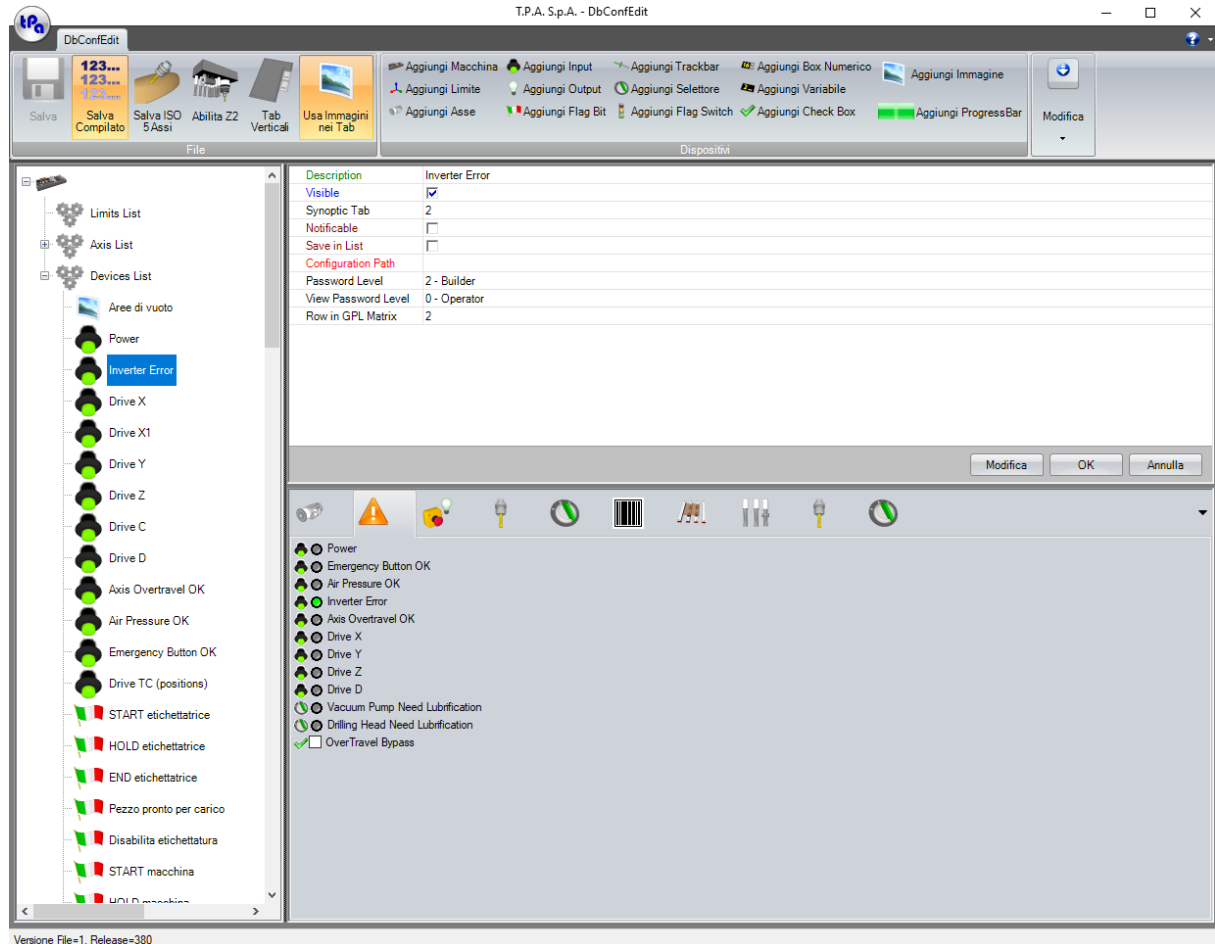 T.P.A. S.p.A. - DbConfEdit
tPa
DbConfEdit
Salva
123...
123...
123...
Salva Compilato
Salva ISO 5 Assi
Abilita Z2
Tab Verticali
Usa Immagini nei Tab
File
Aggiungi Macchina
Aggiungi Input
Aggiungi Trackbar
Aggiungi Box Numerico
Aggiungi Immagine
Aggiungi Limite
Aggiungi Output
Aggiungi Selettore
Aggiungi Variabile
Aggiungi Asse
Aggiungi Flag Bit
Aggiungi Flag Switch
Aggiungi Check Box
Aggiungi ProgressBar
Dispositivi
Modifica
Limits List
Axis List
Devices List
Aree di vuoto
Power
Inverter Error
Drive X
Drive X1
Drive Y
Drive Z
Drive C
Drive D
Axis Overtravel OK
Air Pressure OK
Emergency Button OK
Drive TC (positions)
START etichettatrice
HOLD etichettatrice
END etichettatrice
Pezzo pronto per carico
Disabilita etichettatura
START macchina
HOLD macchina
Description Inverter Error
Visible
Synoptic Tab 2
Notificable
Save in List
Configuration Path
Password Level 2 - Builder
View Password Level 0 - Operator
Row in GPL Matrix 2
Modifica OK Annulla
Power
Emergency Button OK
Air Pressure OK
Inverter Error
Axis Overtravel OK
Drive X
Drive Y
Drive Z
Drive D
Vacuum Pump Need Lubrification
Drilling Head Need Lubrification
OverTravel Bypass
Versione File=1, Release=380